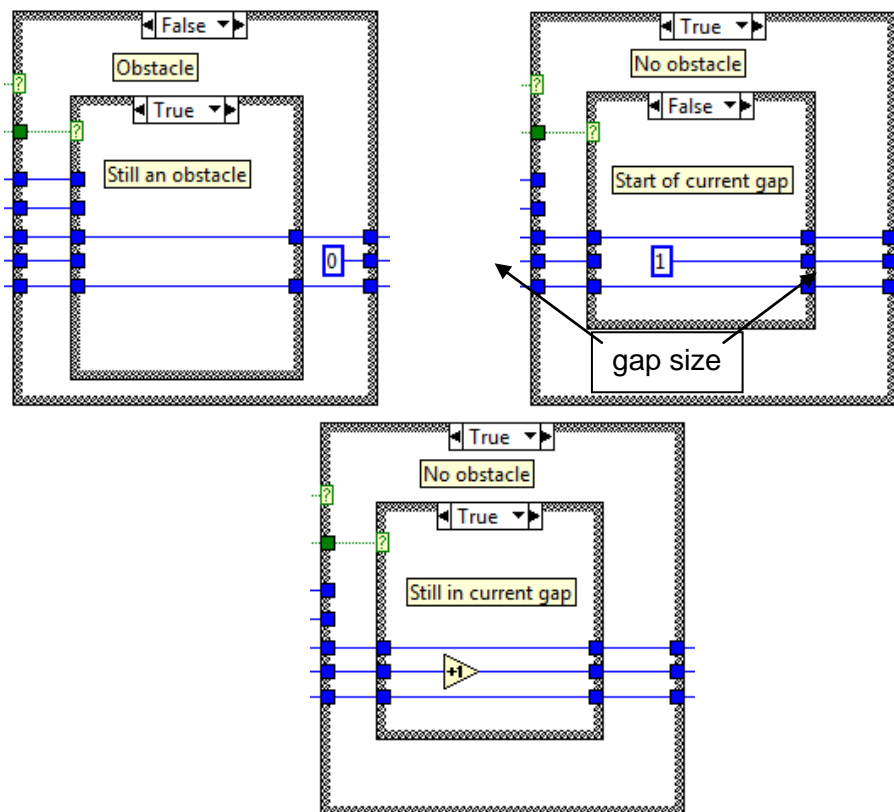 False
Obstacle
?
True
?
Still an obstacle
0
True
No obstacle
?
False
?
Start of current gap
1
gap size
True
No obstacle
?
True
?
Still in current gap
+1